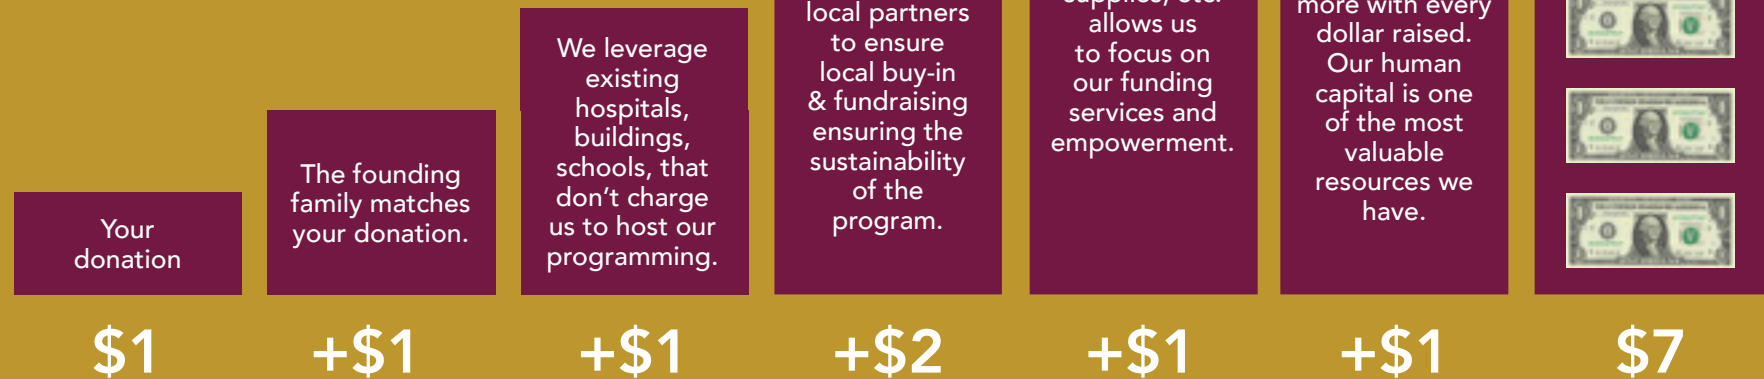 Your
donation
$1
The founding
family matches
your donation.
+$1
We leverage
existing
hospitals,
buildings,
schools, that
don’t charge
us to host our
programming.
+$1
local partners
to ensure
local buy-in
& fundraising
ensuring the
sustainability
of the
program.
+$2
allows us
to focus on
our funding
services and
empowerment.
+$1
more with every
dollar raised.
Our human
capital is one
of the most
valuable
resources we
have.
+$1
$7